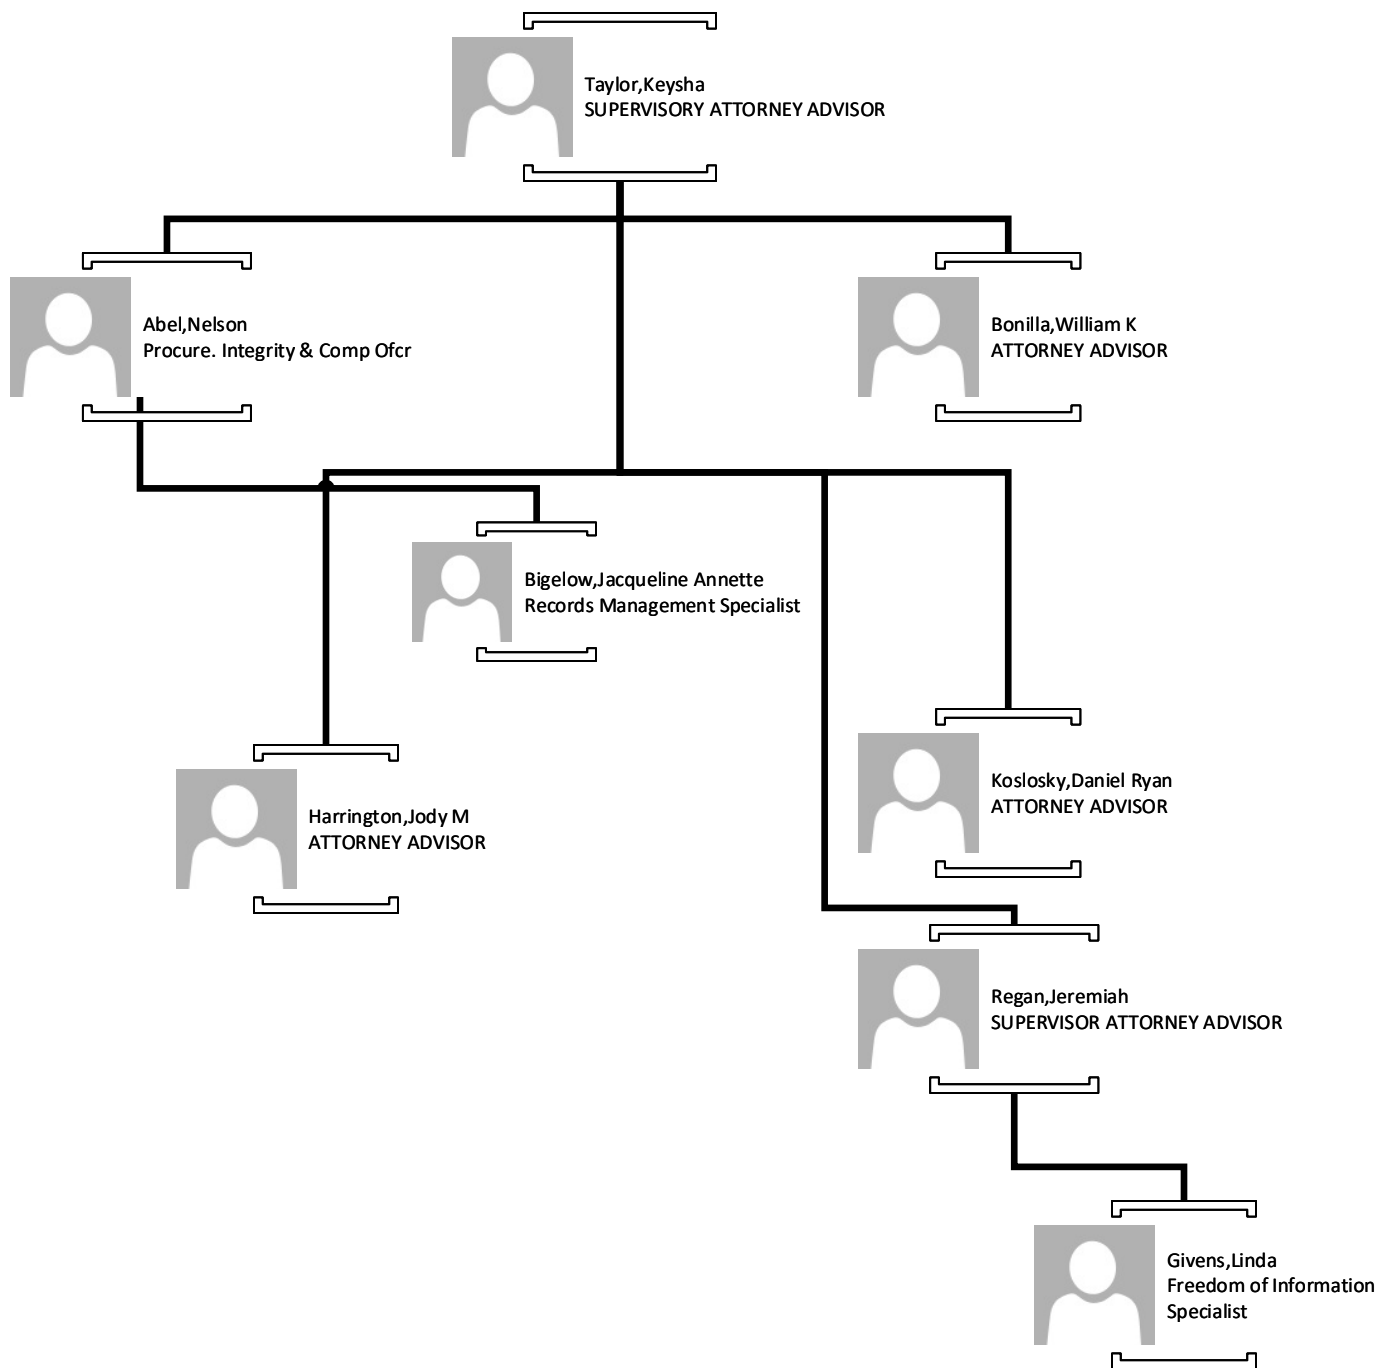 Taylor,Keysha
SUPERVISORY ATTORNEY ADVISOR
Abel,Nelson
Procure. Integrity & Comp Ofcr
Bonilla,William K
ATTORNEY ADVISOR
Bigelow,Jacqueline Annette
Records Management Specialist
Koslosky,Daniel Ryan
ATTORNEY ADVISOR
Harrington,Jody M
ATTORNEY ADVISOR
Regan,Jeremiah
SUPERVISOR ATTORNEY ADVISOR
Givens,Linda
Freedom of Information
Specialist